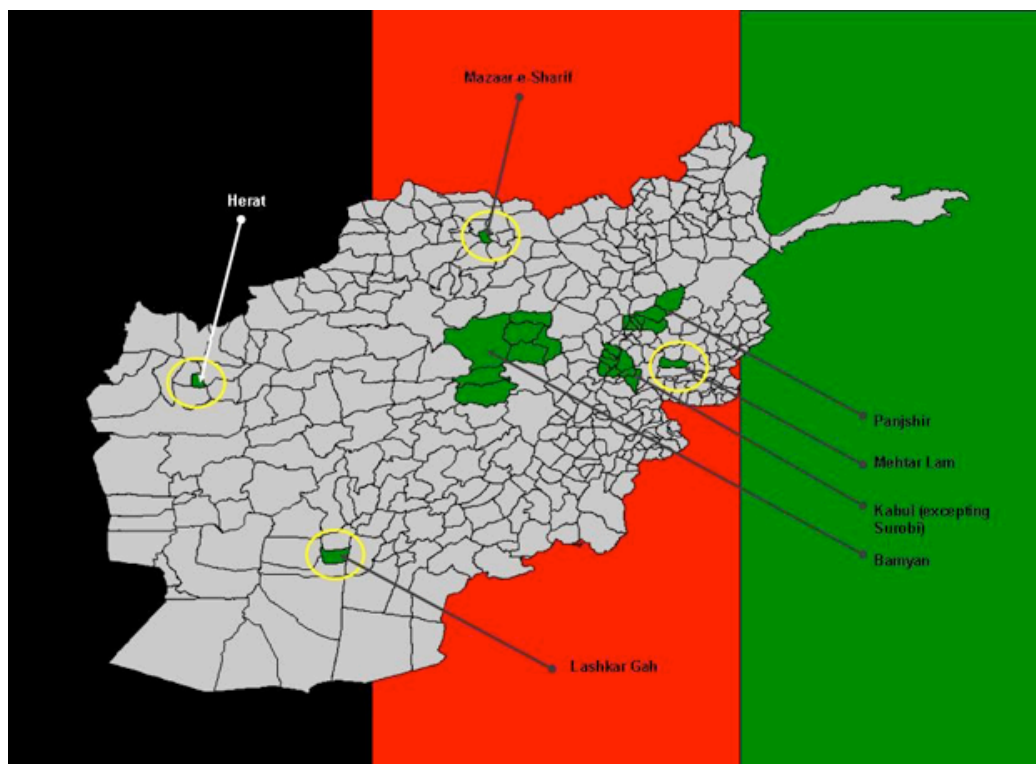 Mazaar-e-Sharif
Herat
Panjshir
Mehtar Lam
Kabul (excepting
Surobi)
Bamyan
Lashkar Gah